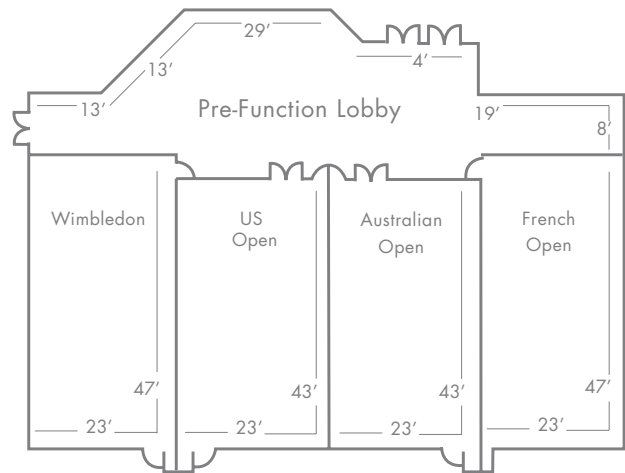 29’
4’
13’
13’
Pre-Function Lobby
19’
8’
Wimbledon
US
Open
Australian
Open
French
Open
47’
43’
43’
47’
23’
23’
23’
23’